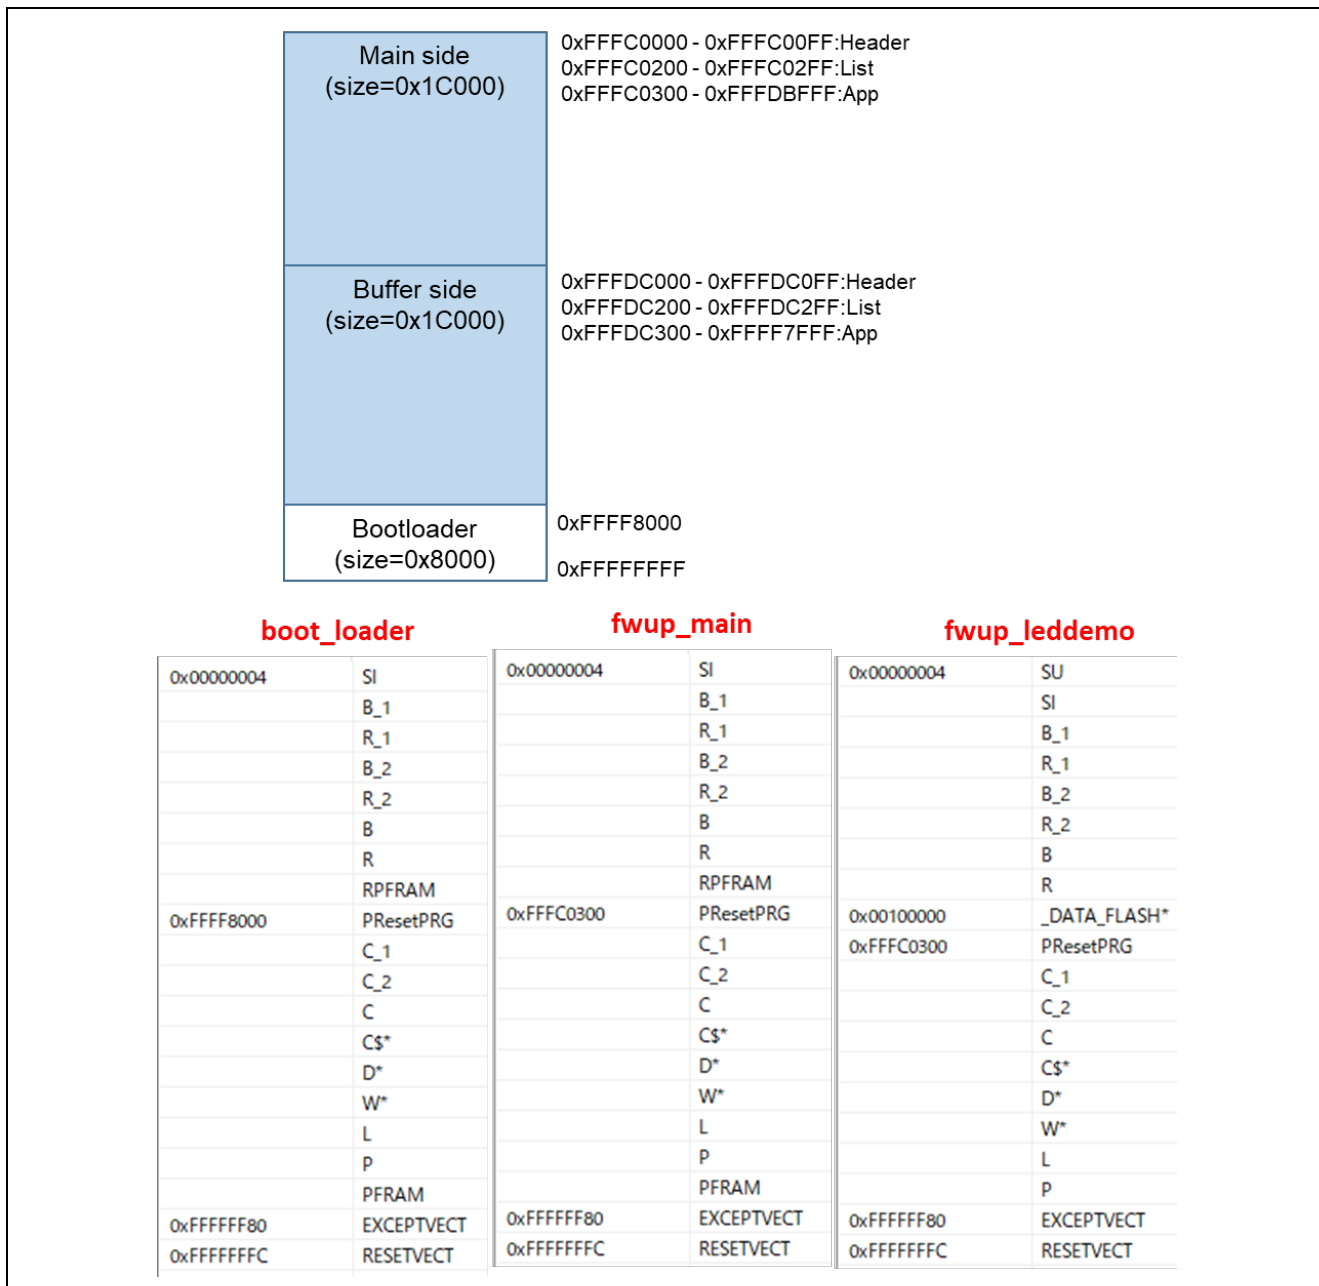 Main side
(size=0x1C000)
0xFFFC0000 - 0xFFFC00FF:Header
0xFFFC0200 - 0xFFFC02FF:List
0xFFFC0300 - 0xFFFDBFFF:App
Buffer side
(size=0x1C000)
0xFFFDC000 - 0xFFFDC0FF:Header
0xFFFDC200 - 0xFFFDC2FF:List
0xFFFDC300 - 0xFFFF7FFF:App
Bootloader
(size=0x8000)
0xFFFF8000
0xFFFFFFFF
boot_loader
0x00000004 SI
B_1
R_1
B_2
R_2
B
R
RPFRAM
0xFFFF8000 PResetPRG
C_1
C_2
C
C$*
D*
W*
L
P
PFRAM
0xFFFFFF80 EXCEPTVECT
0xFFFFFFFC RESETVECT
fwup_main
0x00000004 SI
B_1
R_1
B_2
R_2
B
R
RPFRAM
0xFFFC0300 PResetPRG
C_1
C_2
C
C$*
D*
W*
L
P
PFRAM
0xFFFFFF80 EXCEPTVECT
0xFFFFFFFC RESETVECT
fwup_leddemo
0x00000004 SU
SI
B_1
R_1
B_2
R_2
B
R
0x00100000 _DATA_FLASH*
0xFFFC0300 PResetPRG
C_1
C_2
C
C$*
D*
W*
L
P
0xFFFFFF80 EXCEPTVECT
0xFFFFFFFC RESETVECT